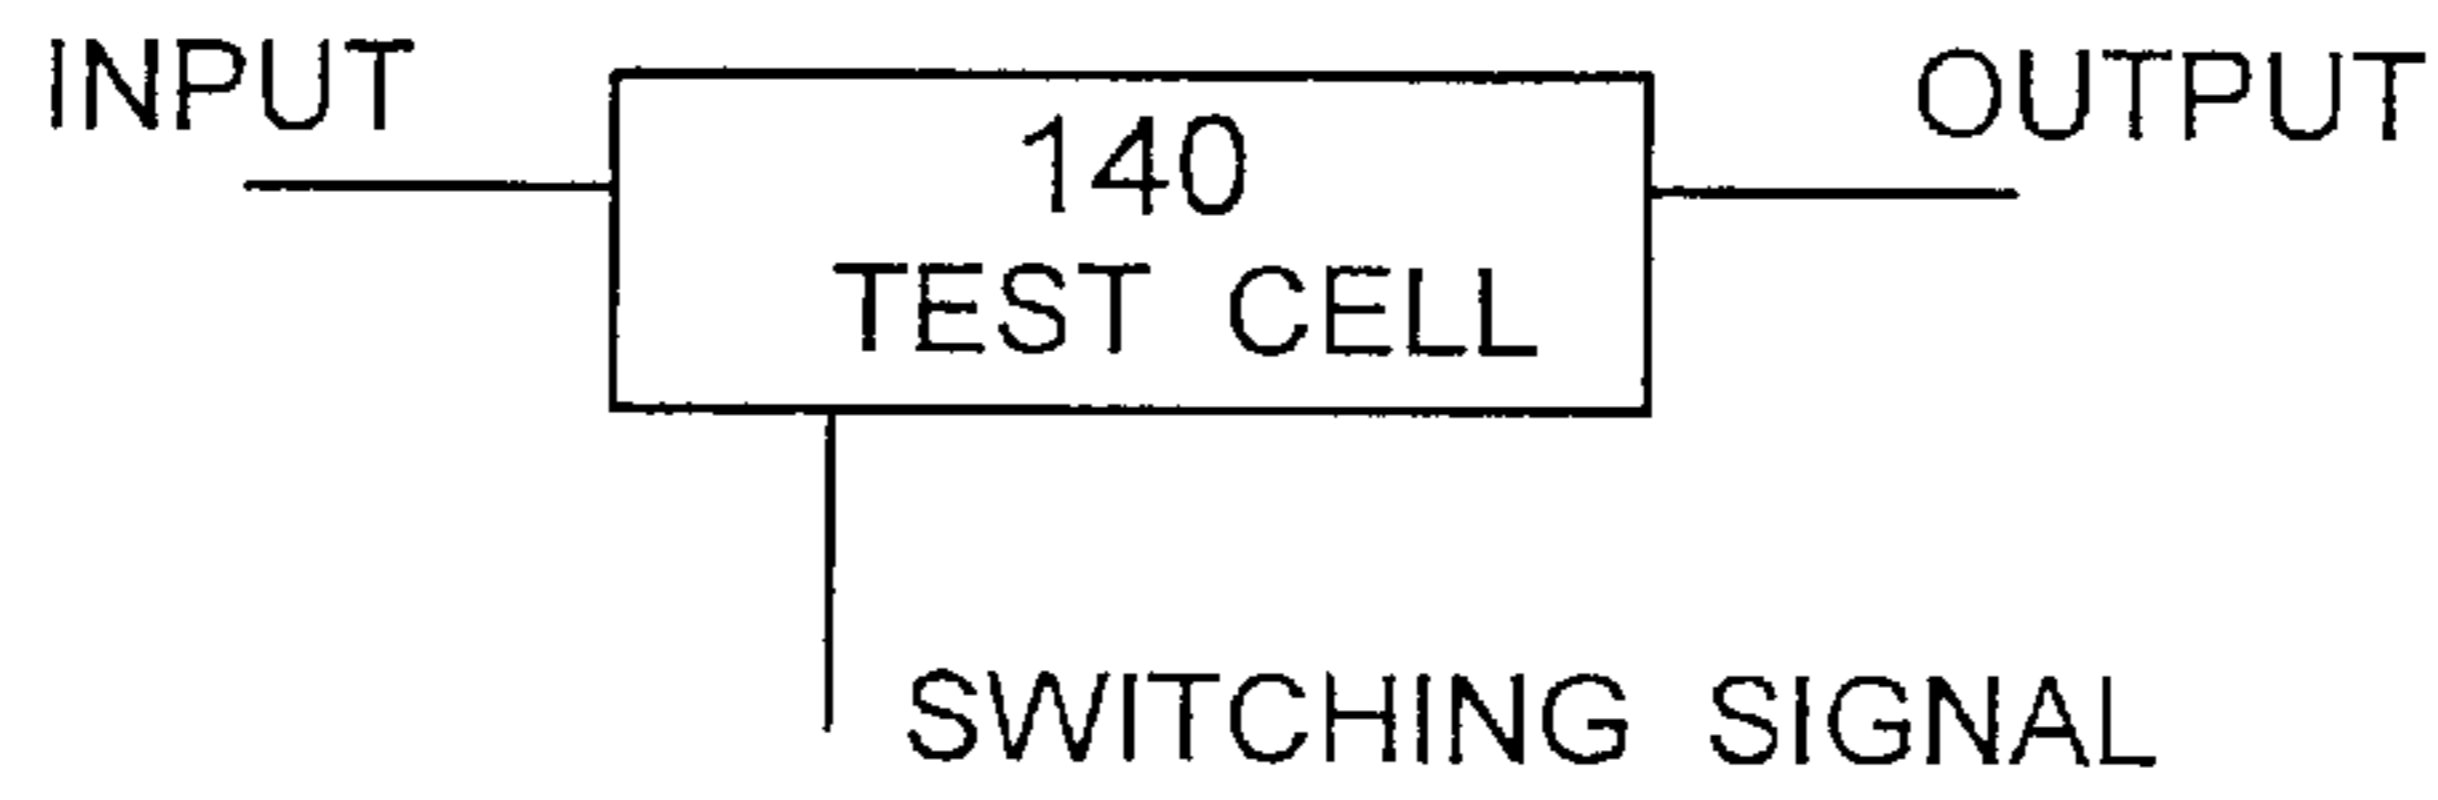 INPUT
140
OUTPUT
TEST CELL
SWITCHING SIGNAL